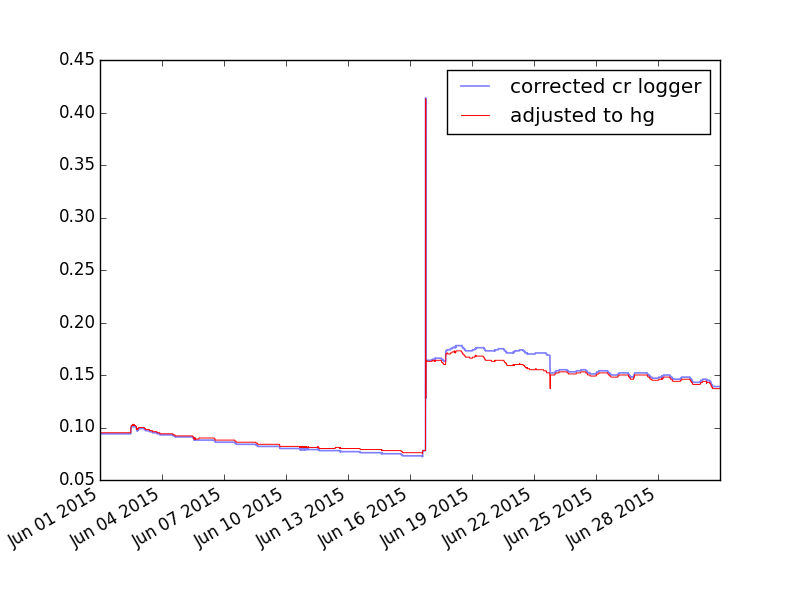 0.45
0.40
0.35
0.30
0.25
0.20
0.15
0.10
0.05
corrected cr logger
adjusted to hg
Jun 01 2015
Jun 04 2015
Jun 07 2015
Jun 10 2015
Jun 13 2015
Jun 16 2015
Jun 19 2015
Jun 22 2015
Jun 25 2015
Jun 28 2015